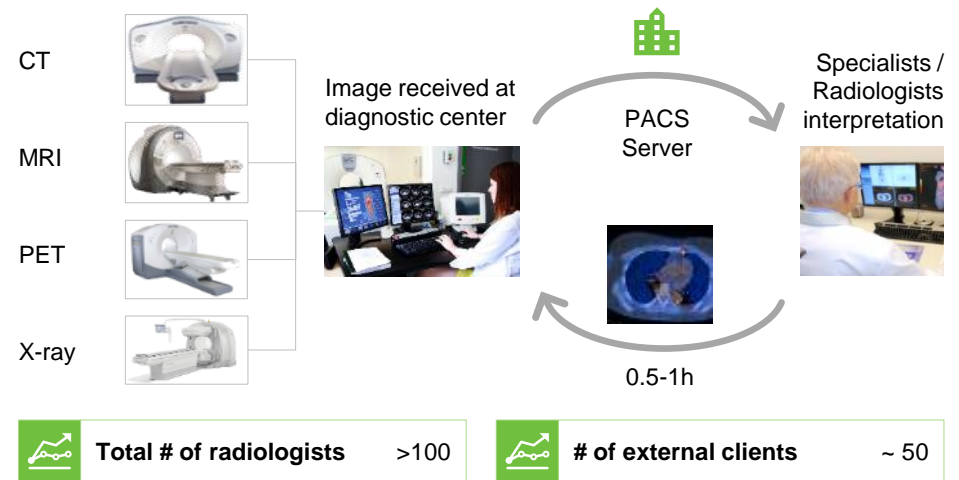 CT
MRI
PET
X-ray
Image received at
diagnostic center
PACS
Server
Specialists /
Radiologists
interpretation
0.5-1h
Total # of radiologists >100
# of external clients ~ 50